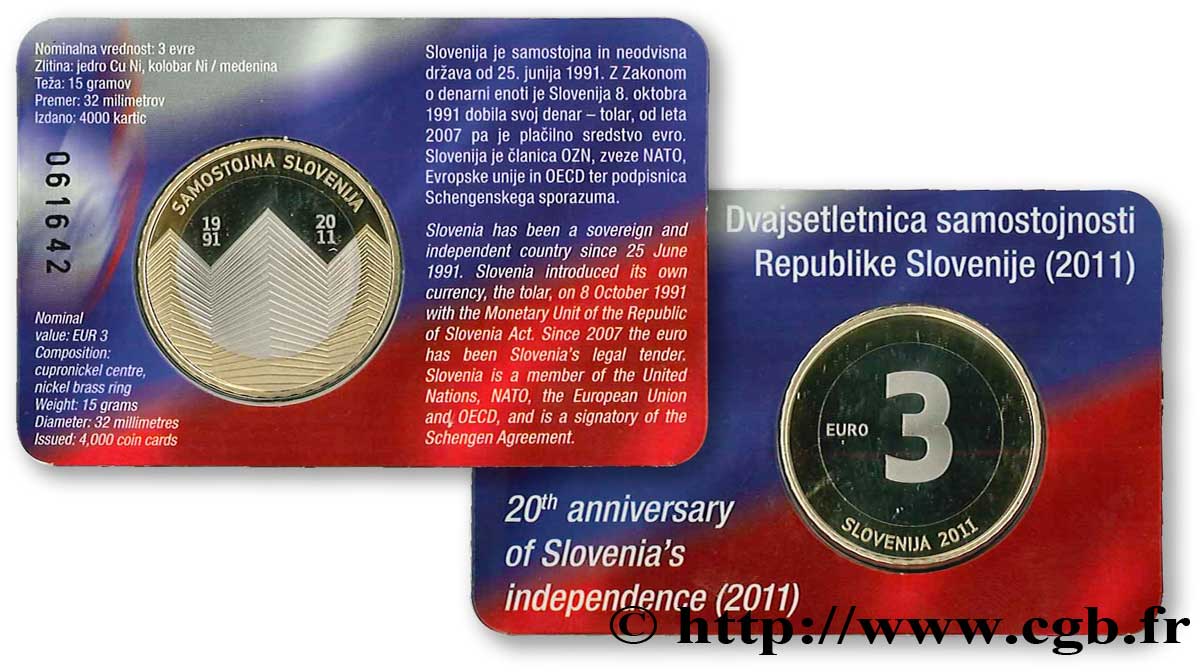 Nominalna vrednost: 3 evre
Zlitina: jedro Cu Ni, kolobar Ni / medenina
Teža: 15 gramov
Premer: 32 milimetrov
Izdano: 4000 kartic
061642
SAMOSTOJNA SLOVENIJA
19
91
20
11
Nominal
value: EUR 3
Composition:
cupronickel centre,
nickel brass ring
Weight: 15 grams
Diameter: 32 millimetres
Issued: 4,000 coin cards
Slovenija je samostojna in neodvisna
država od 25. junija 1991. Z Zakonom
o denarni enoti je Slovenija 8. oktobra
1991 dobila svoj denar – tolar, od leta
2007 pa je plačilno sredstvo evro.
Slovenija je članica OZN, zveze NATO,
Evropske unije in OECD ter podpisnica
Schengenskega sporazuma.
Slovenia has been a sovereign and
independent country since 25 June
1991. Slovenia introduced its own
currency, the tolar, on 8 October 1991
with the Monetary Unit of the Republic
of Slovenia Act. Since 2007 the euro
has been Slovenia's legal tender.
Slovenia is a member of the United
Nations, NATO, the European Union
and OECD, and is a signatory of the
Schengen Agreement.
Dvajsetletnica samostojnosti
Republike Slovenije (2011)
EURO
3
SLOVENIJA 2011
20th anniversary
of Slovenia's
independence (2011)
© http://www.cgb.fr